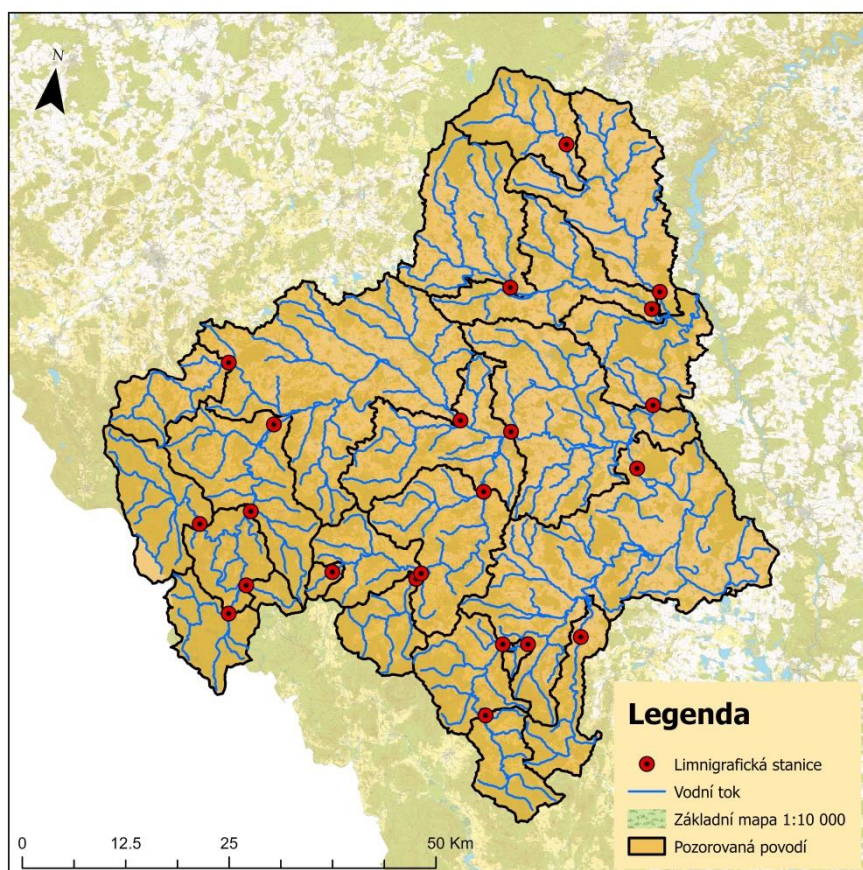 N
Legenda
Limnigrafická stanice
Vodní tok
Základní mapa 1:10 000
Pozorovaná povodí
0 12.5 25 50 Km